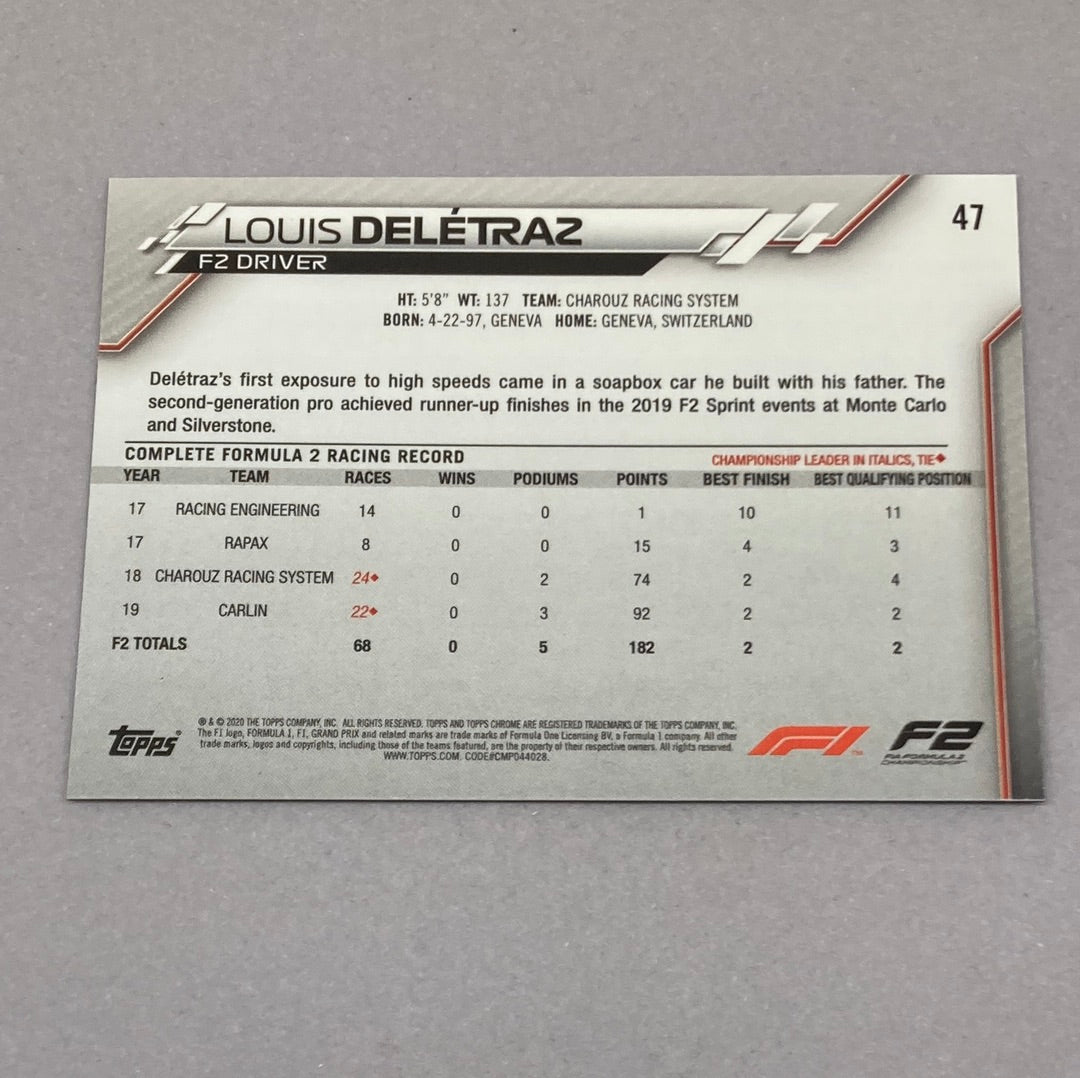 47
LOUIS DELÉTRAZ
F2 DRIVER
HT: 5'8" WT: 137 TEAM: CHAROUZ RACING SYSTEM
BORN: 4-22-97, GENEVA HOME: GENEVA, SWITZERLAND
Delétraz's first exposure to high speeds came in a soapbox car he built with his father. The
second-generation pro achieved runner-up finishes in the 2019 F2 Sprint events at Monte Carlo
and Silverstone.
COMPLETE FORMULA 2 RACING RECORD CHAMPIONSHIP LEADER IN ITALICS, TIE♦
YEAR TEAM RACES WINS PODIUMS POINTS BEST FINISH BEST QUALIFYING POSITION
17 RACING ENGINEERING 14 0 0 1 10 11
17 RAPAX 8 0 0 15 4 3
18 CHAROUZ RACING SYSTEM 24♦ 0 2 74 2 4
19 CARLIN 22♦ 0 3 92 2 2
F2 TOTALS 68 0 5 182 2 2
Topps®
® & © 2020 THE TOPPS COMPANY, INC. ALL RIGHTS RESERVED. TOPPS AND TOPPS CHROME ARE REGISTERED TRADEMARKS OF THE TOPPS COMPANY, INC.
The F1 logo, FORMULA 1, F1, GRAND PRIX and related marks are trade marks of Formula One Licensing BV, a Formula 1 company. All other
trade marks, logos and copyrights, including those of the teams featured, are the property of their respective owners. All rights reserved.
WWW.TOPPS.COM. CODE#CMP044028.
F1™
F2
FIA FORMULA 2
CHAMPIONSHIP™